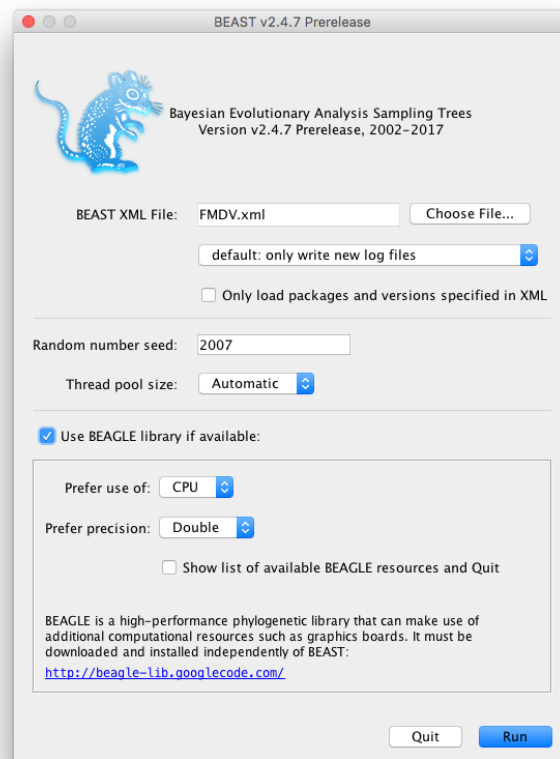 BEAST v2.4.7 Prerelease
Bayesian Evolutionary Analysis Sampling Trees
Version v2.4.7 Prerelease, 2002–2017
BEAST XML File: FMDV.xml Choose File...
default: only write new log files
Only load packages and versions specified in XML
Random number seed: 2007
Thread pool size: Automatic
Use BEAGLE library if available:
Prefer use of: CPU
Prefer precision: Double
Show list of available BEAGLE resources and Quit
BEAGLE is a high-performance phylogenetic library that can make use of
additional computational resources such as graphics boards. It must be
downloaded and installed independently of BEAST:
http://beagle-lib.googlecode.com/
Quit Run